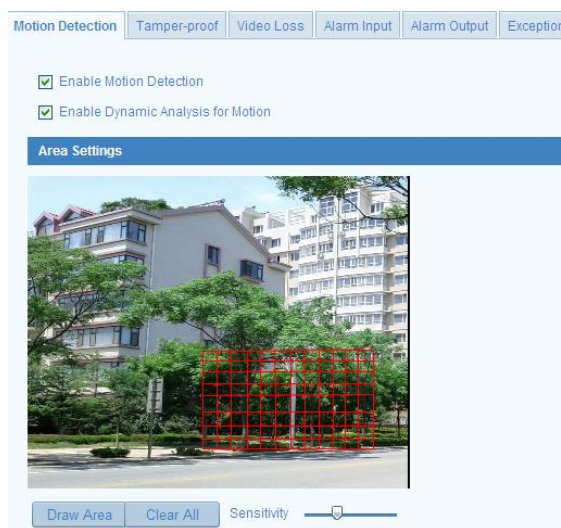 Motion Detection Tamper-proof Video Loss Alarm Input Alarm Output Exception
Enable Motion Detection
Enable Dynamic Analysis for Motion
Area Settings
Draw Area Clear All Sensitivity